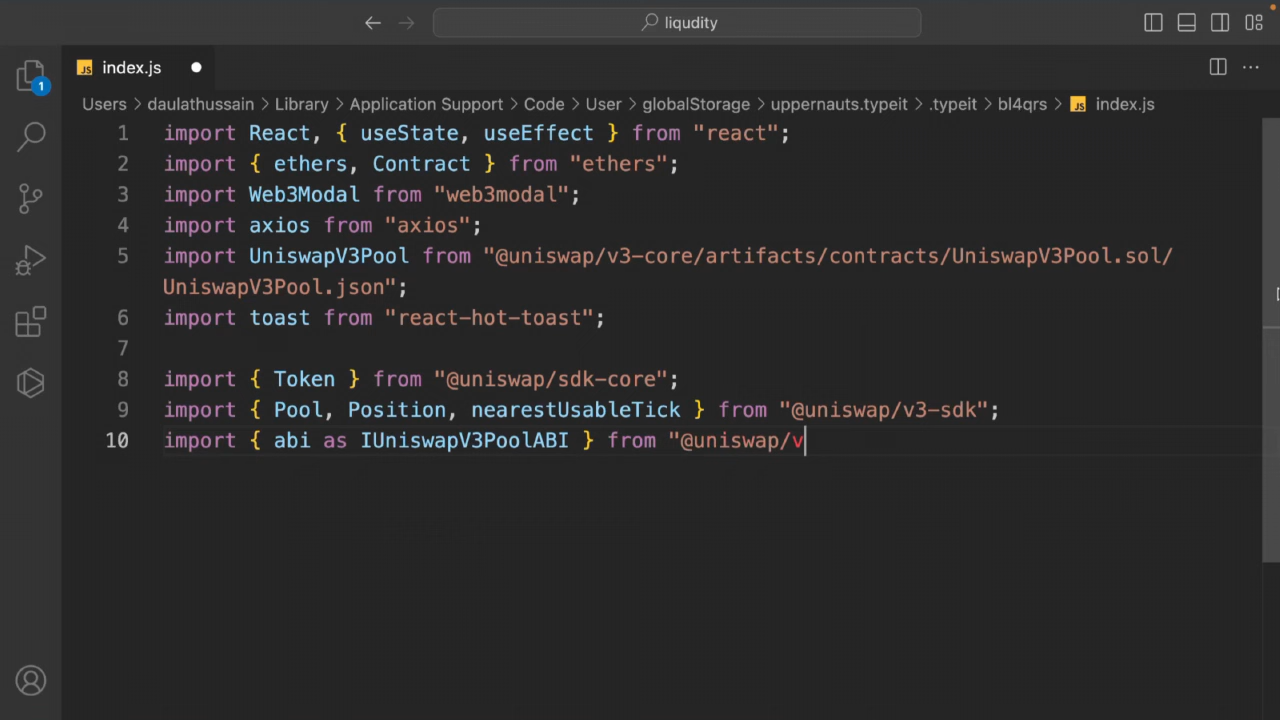 liqudity
index.js
1
Users > daulathussain > Library > Application Support > Code > User > globalStorage > uppernauts.typeit > .typeit > bl4qrs > JS index.js
1 import React, { useState, useEffect } from "react";
2 import { ethers, Contract } from "ethers";
3 import Web3Modal from "web3modal";
4 import axios from "axios";
5 import UniswapV3Pool from "@uniswap/v3-core/artifacts/contracts/UniswapV3Pool.sol/
UniswapV3Pool.json";
6 import toast from "react-hot-toast";
7
8 import { Token } from "@uniswap/sdk-core";
9 import { Pool, Position, nearestUsableTick } from "@uniswap/v3-sdk";
10 import { abi as IUniswapV3PoolABI } from "@uniswap/v